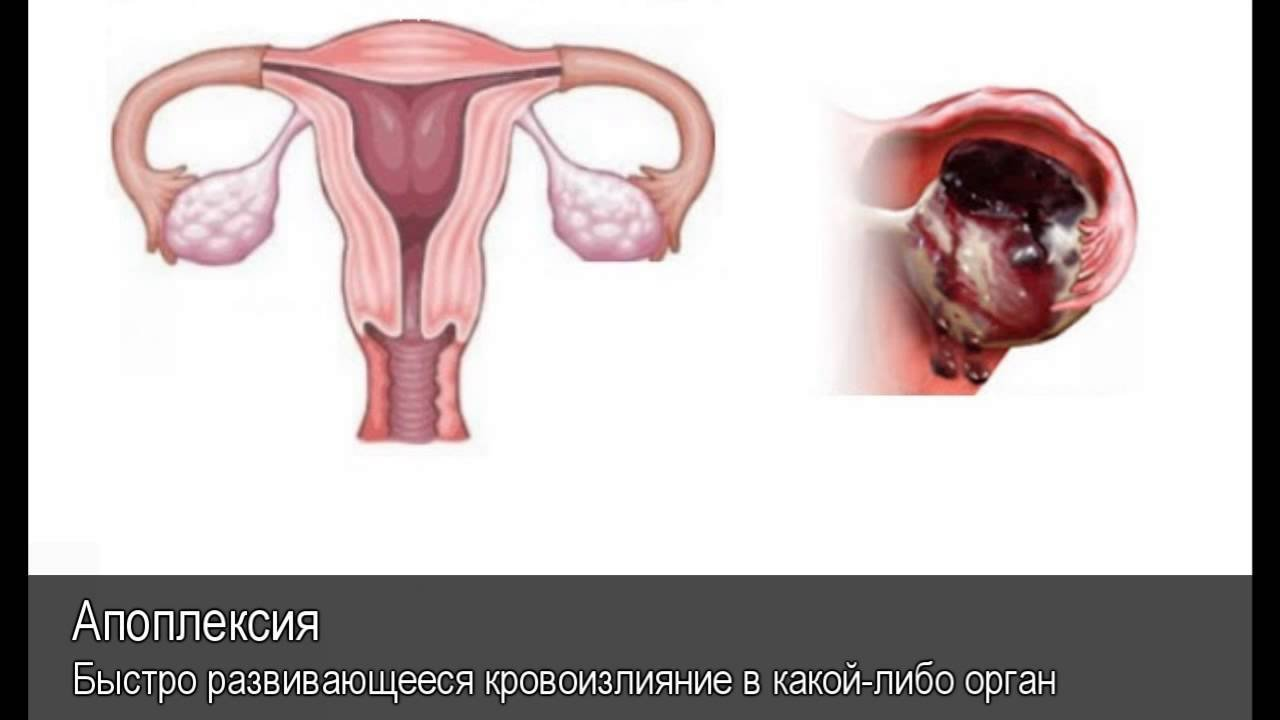 Апоплексия
Быстро развивающееся кровоизлияние в какой-либо орган